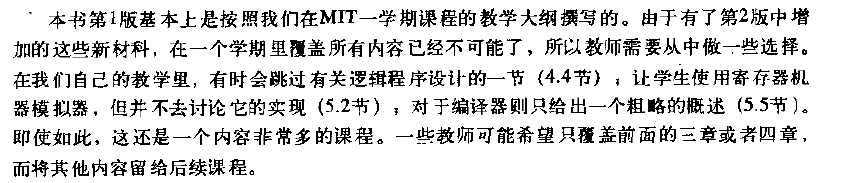 本书第1版基本上是按照我们在MIT一学期课程的教学大纲撰写的。由于有了第2版中增
加的这些新材料，在一个学期里覆盖所有内容已经不可能了，所以教师需要从中做一些选择。
在我们自己的教学里，有时会跳过有关逻辑程序设计的一节（4.4节）；让学生使用寄存器机
器模拟器，但并不去讨论它的实现（5.2节）；对于编译器则只给出一个粗略的概述（5.5节）。
即使如此，这还是一个内容非常多的课程。一些教师可能希望只覆盖前面的三章或者四章，
而将其他内容留给后续课程。